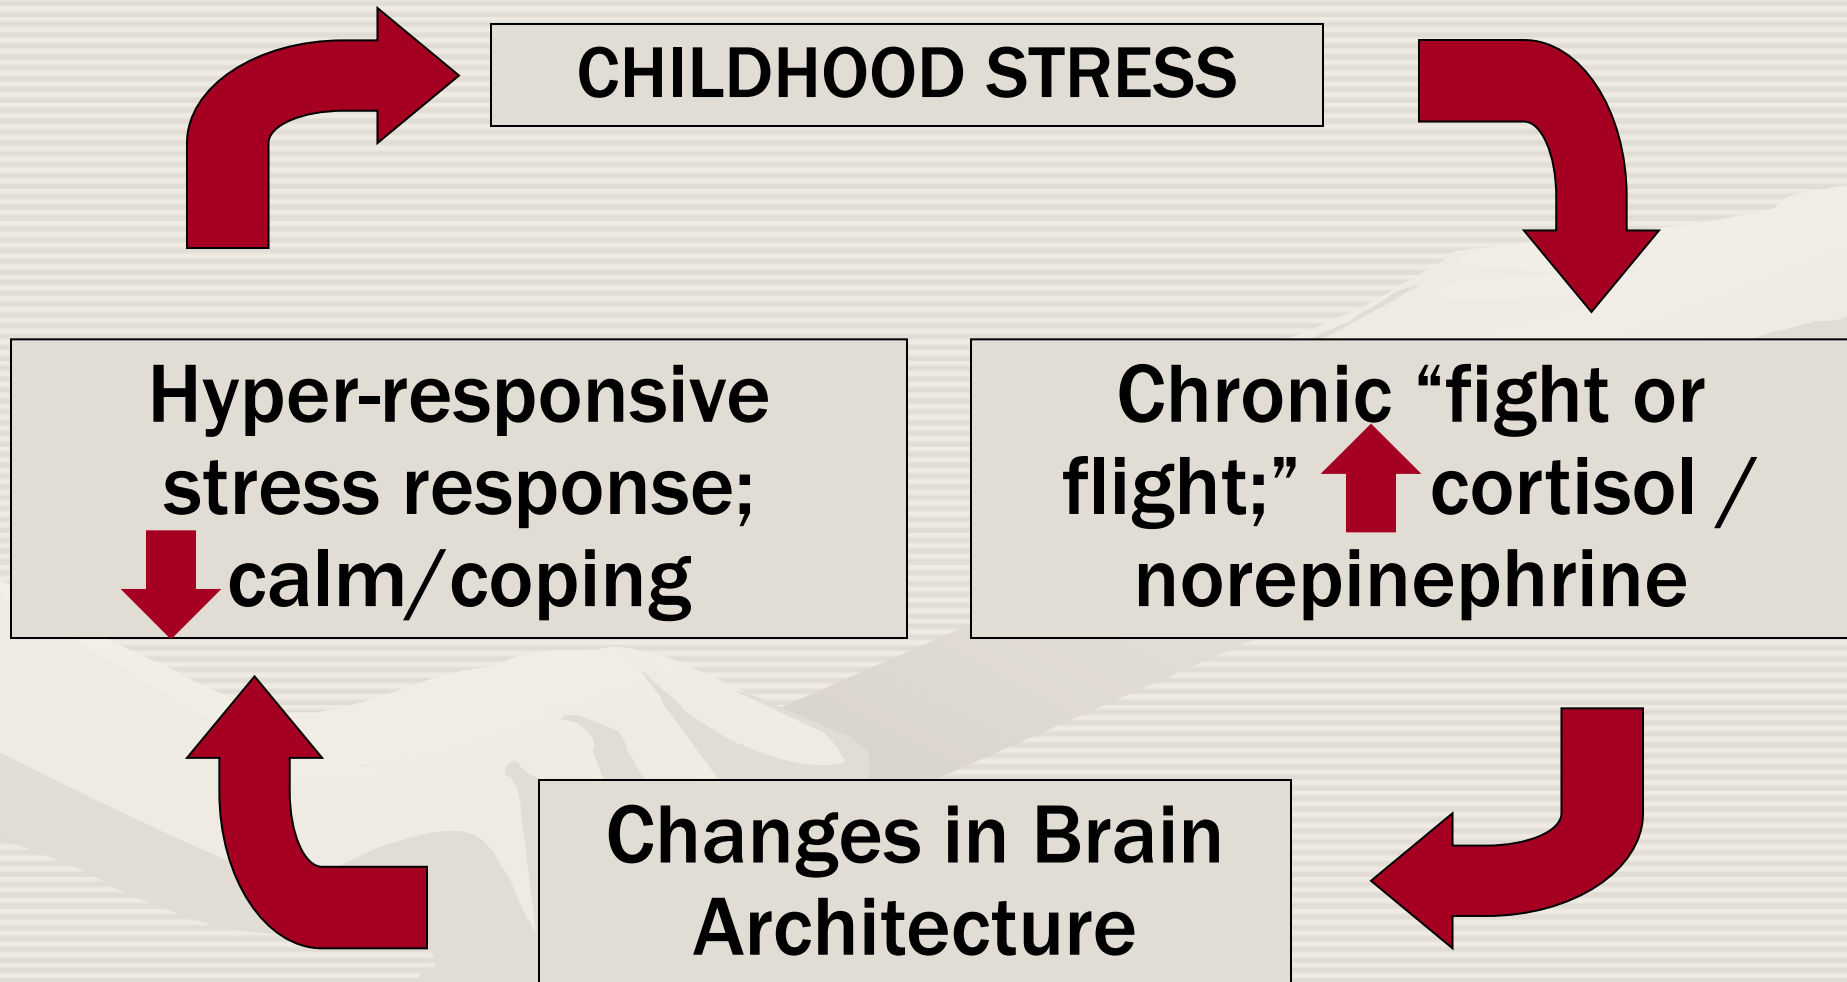 CHILDHOOD STRESS
Hyper-responsive
stress response;
calm/coping
Chronic “fight or
flight;” cortisol /
norepinephrine
Changes in Brain
Architecture